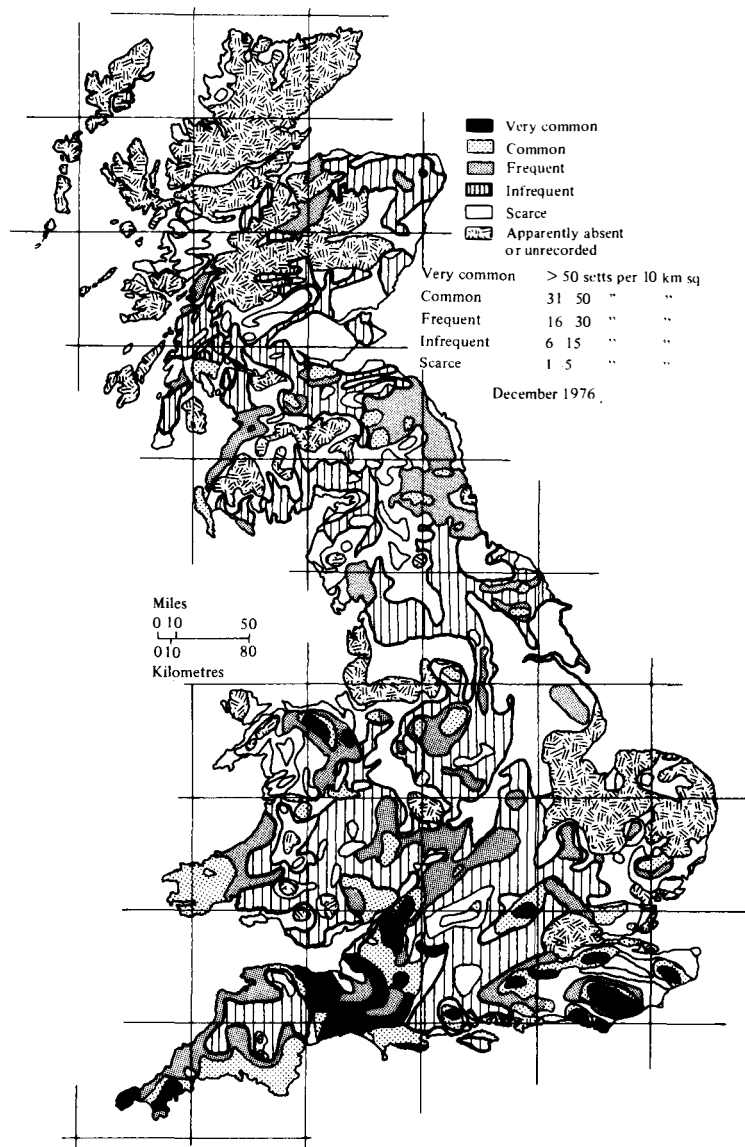 Very common
Common
Frequent
Infrequent
Scarce
Apparently absent
or unrecorded
Very common > 50 setts per 10 km sq
Common 31 50 " "
Frequent 16 30 " "
Infrequent 6 15 " "
Scarce 1 5 " "
December 1976
Miles
0 10 50
0 10 80
Kilometres